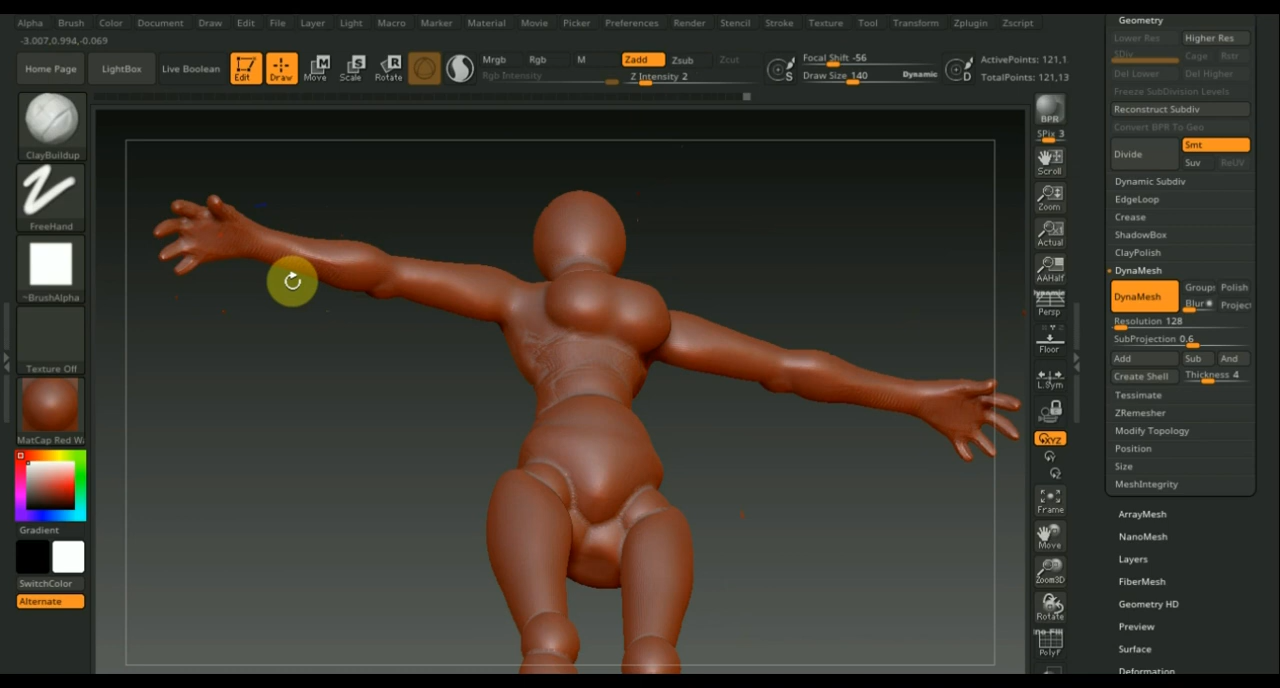 Alpha Brush Color Document Draw Edit File Layer Light Macro Marker Material Movie Picker Preferences Render Stencil Stroke Texture Tool Transform Zplugin Zscript
-3.007,0.994,-0.069
Home Page LightBox Live Boolean Edit Draw Move Scale Rotate
Mrgb Rgb M Zadd Zsub Zcut
Rgb Intensity Z Intensity 2
S Focal Shift -56
Draw Size 140 Dynamic
D ActivePoints: 121,1
TotalPoints: 121,13
ClayBuildup
FreeHand
~BrushAlpha
Texture Off
MatCap Red Wa
Gradient
SwitchColor
Alternate
BPR
SPix 3
Scroll
Zoom
Actual
AAHalf
Dynamic
Persp
Floor
L.Sym
XYZ
Y
Z
Frame
Move
Zoom3D
Rotate
PolyF
Geometry
Lower Res Higher Res
SDiv Cage Rstr
Del Lower Del Higher
Freeze SubDivision Levels
Reconstruct Subdiv
Convert BPR To Geo
Divide Smt
Suv ReUV
Dynamic Subdiv
EdgeLoop
Crease
ShadowBox
ClayPolish
DynaMesh
DynaMesh Groups Polish
Blur Project
Resolution 128
SubProjection 0.6
Add Sub And
Create Shell Thickness 4
Tessimate
ZRemesher
Modify Topology
Position
Size
MeshIntegrity
ArrayMesh
NanoMesh
Layers
FiberMesh
Geometry HD
Preview
Surface
Deformation